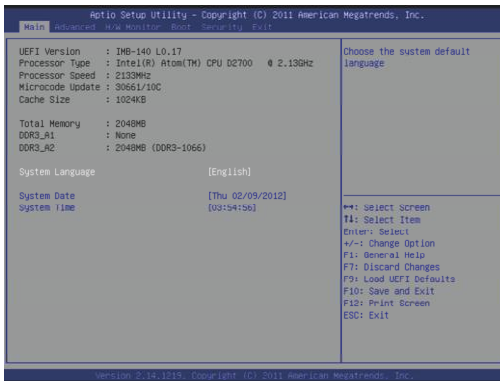 Aptio Setup Utility - Copyright (C) 2011 American Megatrends, Inc.
Main Advanced H/W Monitor Boot Security Exit
UEFI Version : IMB-140 L0.17
Processor Type : Intel(R) Atom(TM) CPU D2700 @ 2.13GHz
Processor Speed : 2133MHz
Microcode Update : 30661/10C
Cache Size : 1024KB
Total Memory : 2048MB
DDR3_A1 : None
DDR3_A2 : 2048MB (DDR3-1066)
System Language [English]
System Date [Thu 02/09/2012]
System Time [03:54:56]
Choose the system default
language
→←: Select Screen
↑↓: Select Item
Enter: Select
+/-: Change Option
F1: General Help
F7: Discard Changes
F9: Load UEFI Defaults
F10: Save and Exit
F12: Print Screen
ESC: Exit
Version 2.14.1219. Copyright (C) 2011 American Megatrends, Inc.